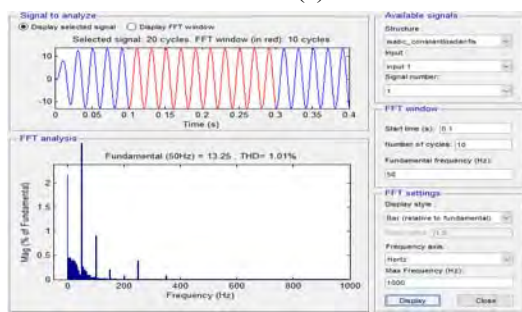 Signal to analyze
Display selected signal
Display FFT window
Selected signal: 20 cycles. FFT window (in red): 10 cycles
10
0
-10
0 0.05 0.1 0.15 0.2 0.25 0.3 0.35 0.4
Time (s)
FFT analysis
Fundamental (50Hz) = 13.25 , THD= 1.01%
Mag (% of Fundamental)
2
1.5
1
0.5
0
0 200 400 600 800 1000
Frequency (Hz)
Available signals
Structure
Input
input 1
Signal number:
1
FFT window
Start time (s): 0.1
Number of cycles: 10
Fundamental frequency (Hz):
50
FFT settings
Display style
Bar (relative to fundamental)
1.0
Frequency axis:
Hertz
Max Frequency (Hz):
1000
Display
Close